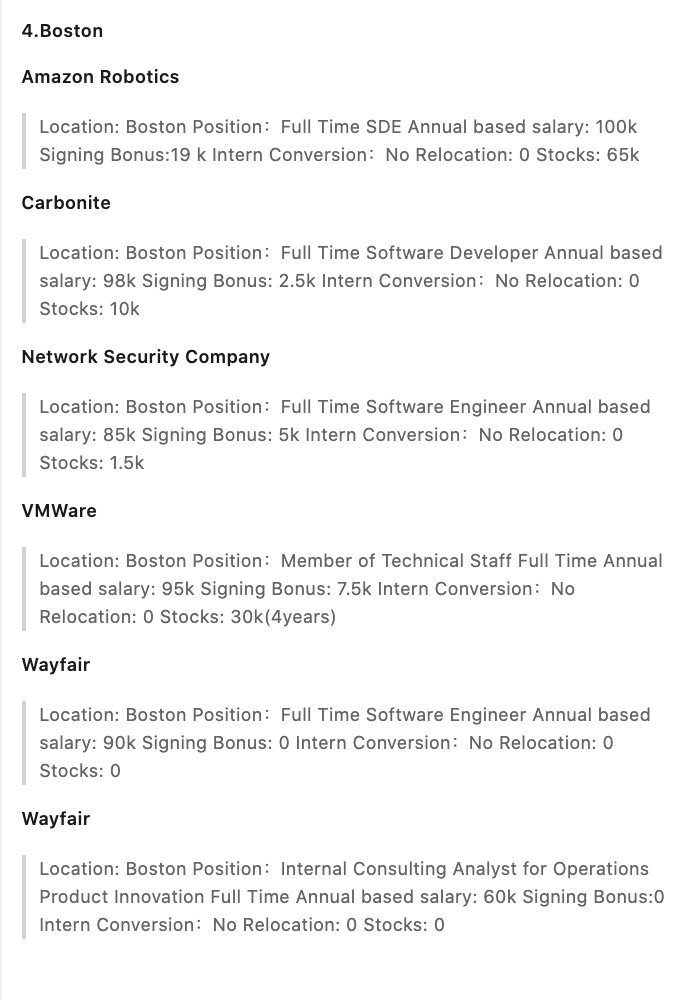 4.Boston
Amazon Robotics
Location: Boston Position： Full Time SDE Annual based salary: 100k
Signing Bonus:19 k Intern Conversion： No Relocation: 0 Stocks: 65k
Carbonite
Location: Boston Position： Full Time Software Developer Annual based
salary: 98k Signing Bonus: 2.5k Intern Conversion： No Relocation: 0
Stocks: 10k
Network Security Company
Location: Boston Position： Full Time Software Engineer Annual based
salary: 85k Signing Bonus: 5k Intern Conversion： No Relocation: 0
Stocks: 1.5k
VMWare
Location: Boston Position： Member of Technical Staff Full Time Annual
based salary: 95k Signing Bonus: 7.5k Intern Conversion： No
Relocation: 0 Stocks: 30k(4years)
Wayfair
Location: Boston Position： Full Time Software Engineer Annual based
salary: 90k Signing Bonus: 0 Intern Conversion： No Relocation: 0
Stocks: 0
Wayfair
Location: Boston Position： Internal Consulting Analyst for Operations
Product Innovation Full Time Annual based salary: 60k Signing Bonus:0
Intern Conversion： No Relocation: 0 Stocks: 0